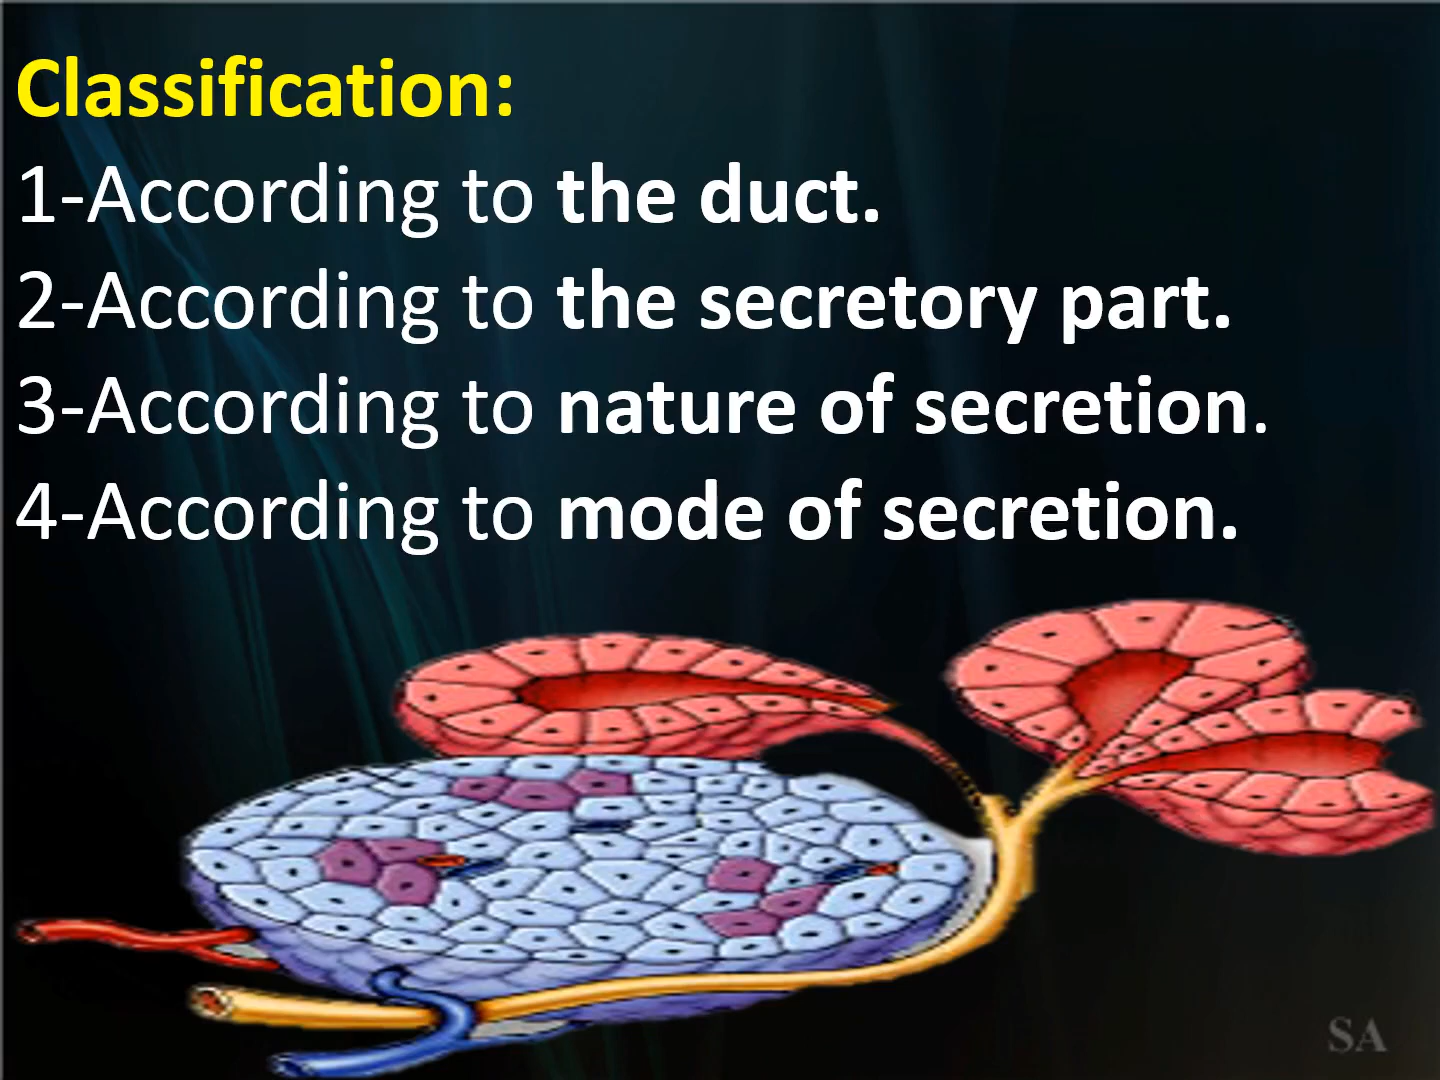 Classification:
1-According to the duct.
2-According to the secretory part.
3-According to nature of secretion.
4-According to mode of secretion.
SA